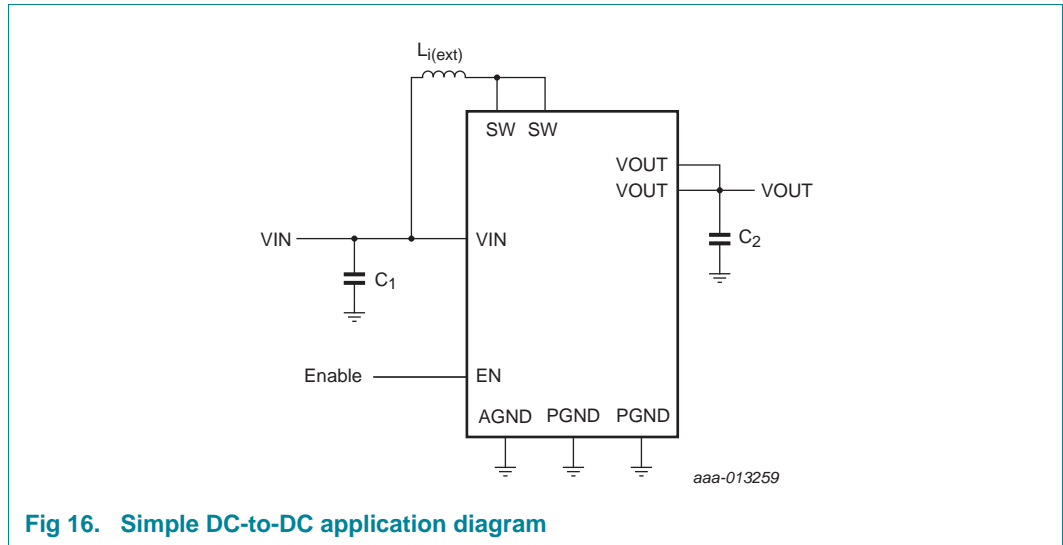 Li(ext)
SW SW
VOUT
VOUT VOUT
VIN VIN
C2
C1
Enable EN
AGND PGND PGND
aaa-013259
Fig 16. Simple DC-to-DC application diagram